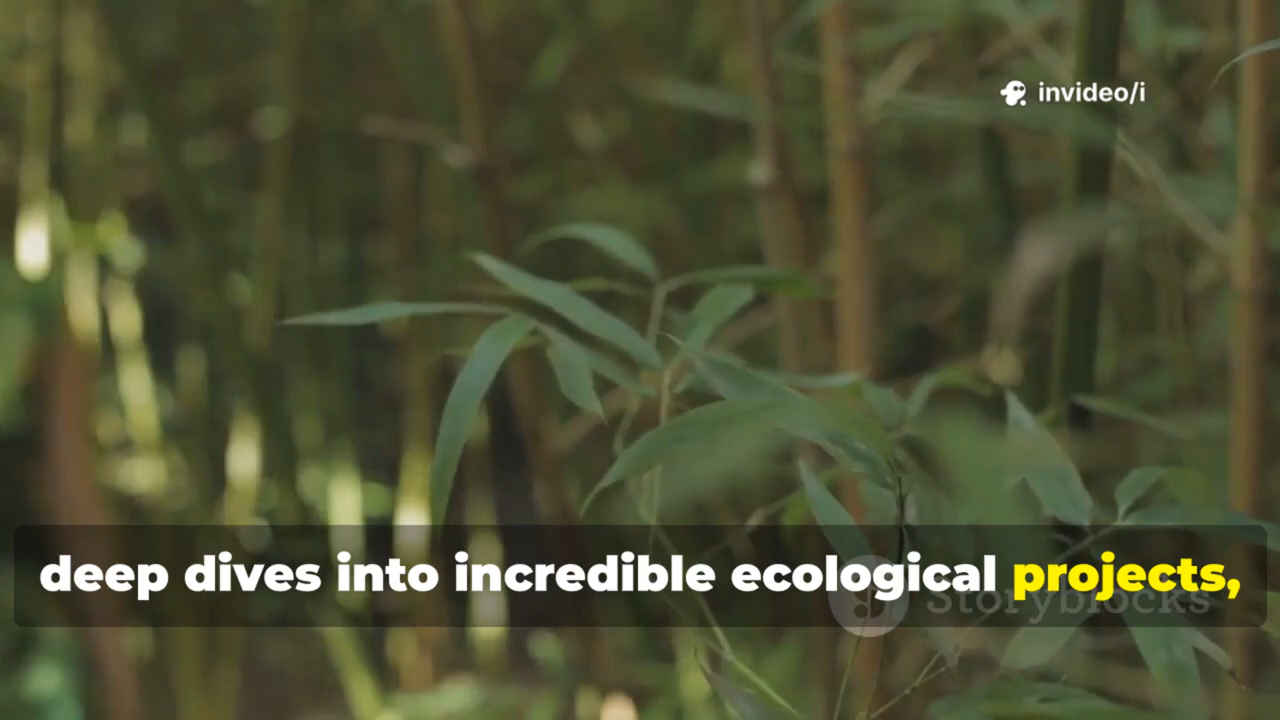 invideo/i
deep dives into incredible ecological projects,
Storyblocks